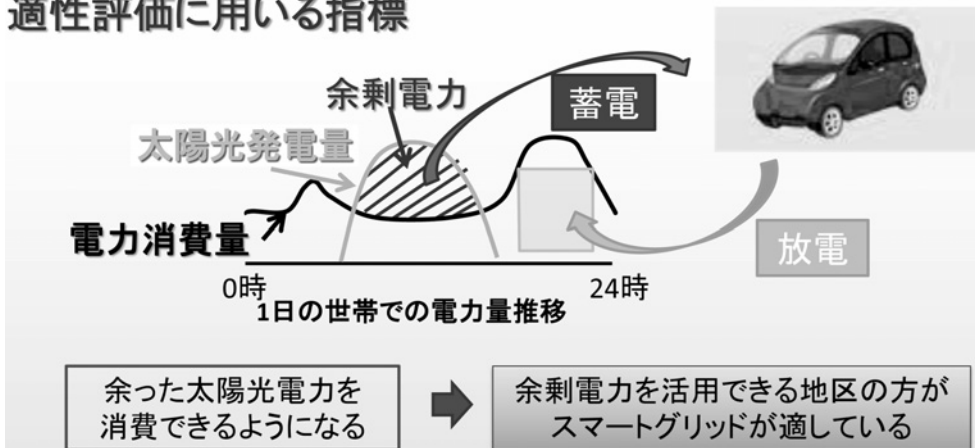 適性評価に用いる指標
余剰電力
蓄電
太陽光発電量
電力消費量
放電
0時
24時
1日の世帯での電力量推移
余った太陽光電力を
消費できるようになる
余剰電力を活用できる地区の方が
スマートグリッドが適している